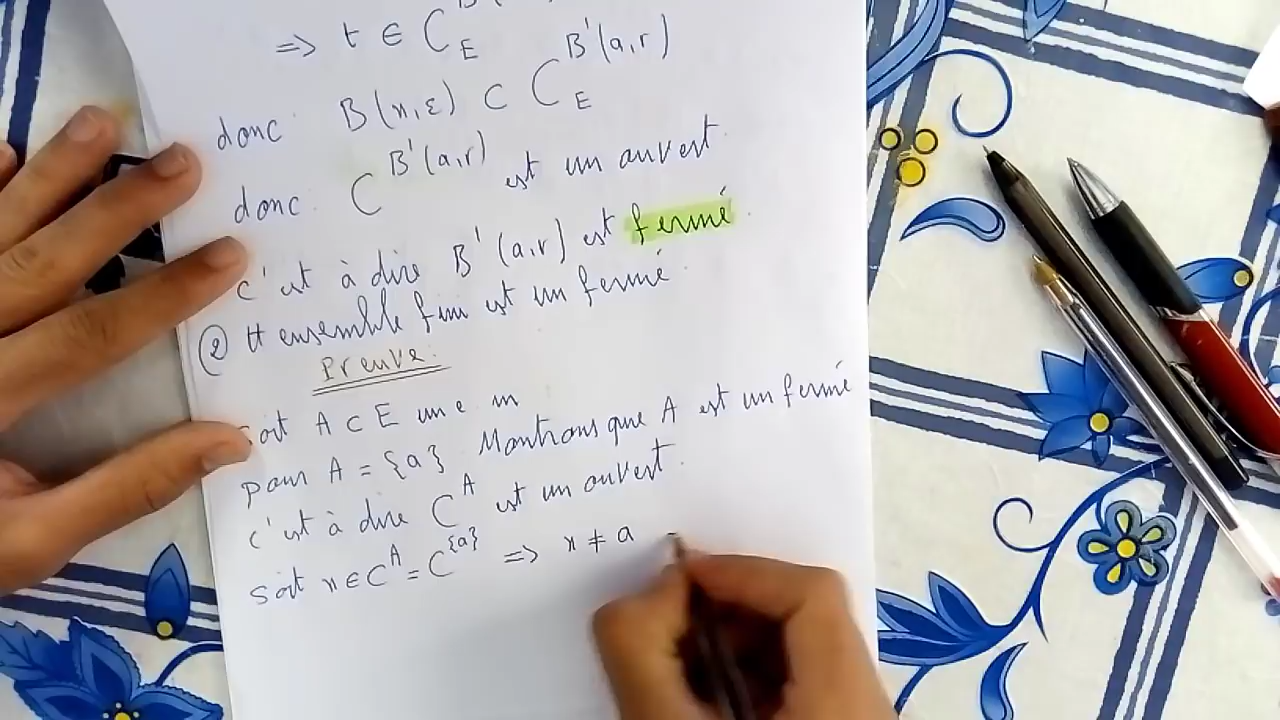 => t ∈ C_E
donc: B(x,ε) ⊂ C_E^{B'(a,r)}
donc: C^{B'(a,r)} est un ouvert.
c'est à dire B'(a,r) est fermé.
② tt ensemble fini est un fermé.
Preuve:
Soit A ⊂ E une in
pour A = {a} Montrons que A est un fermé
c'est à dire C^A est un ouvert.
Soit x ∈ C^A = C^{{a}} => x ≠ a